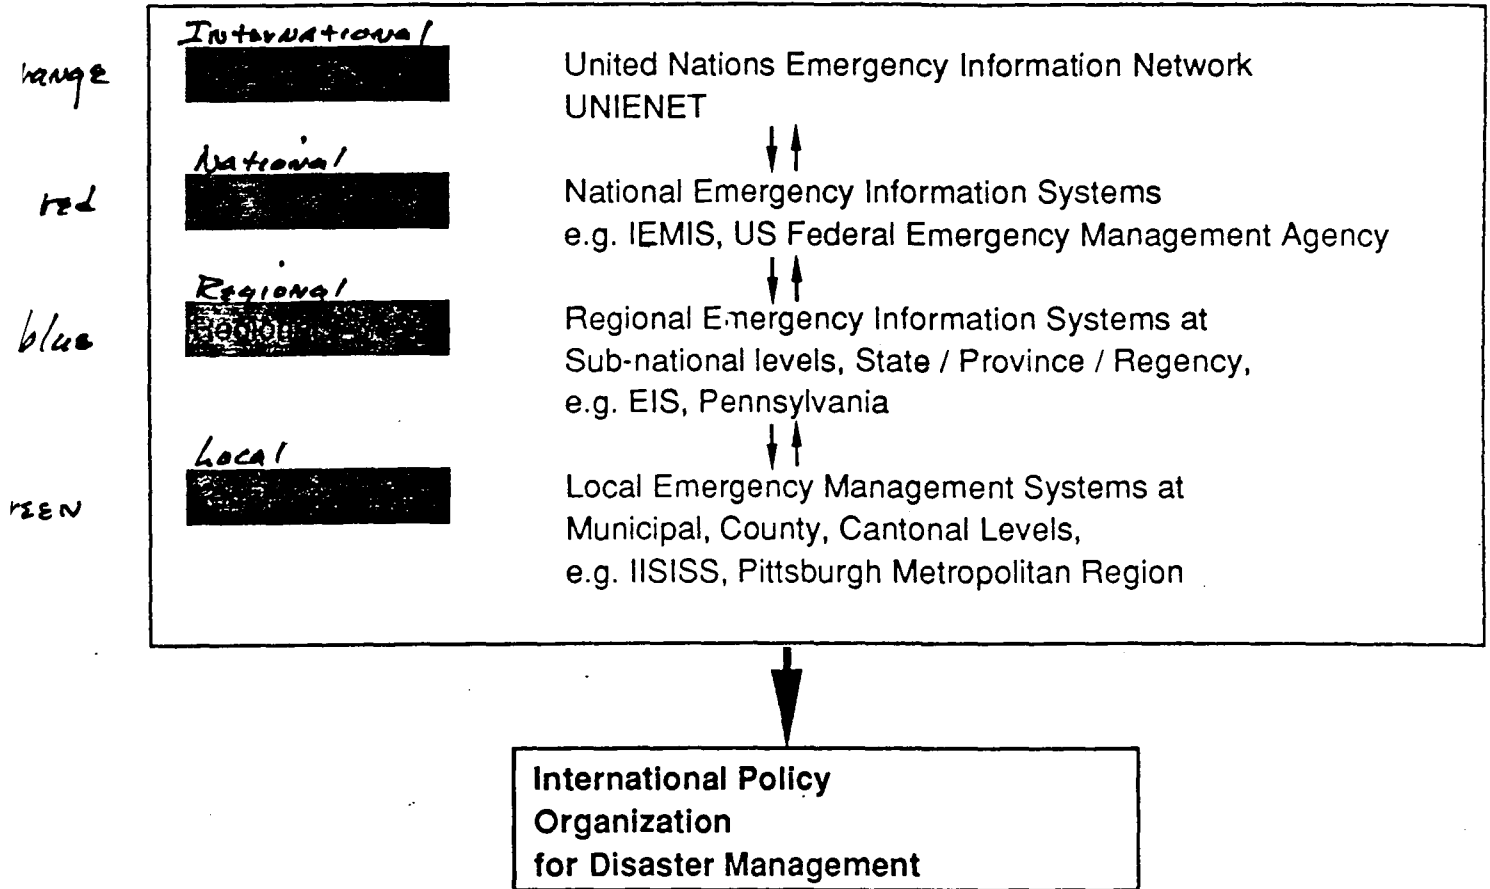 International
range
United Nations Emergency Information Network
UNIENET
National
red
National Emergency Information Systems
e.g. IEMIS, US Federal Emergency Management Agency
Regional
blue
Region
Regional Emergency Information Systems at
Sub-national levels, State / Province / Regency,
e.g. EIS, Pennsylvania
Local
reen
Local Emergency Management Systems at
Municipal, County, Cantonal Levels,
e.g. IISISS, Pittsburgh Metropolitan Region
International Policy
Organization
for Disaster Management